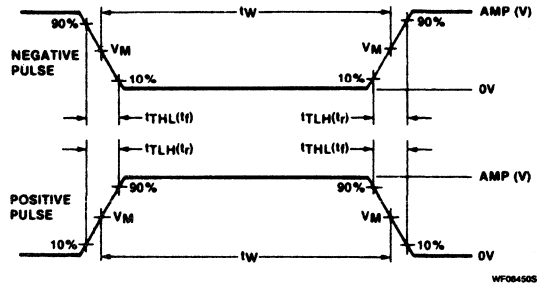 tW
90% 90% AMP (V)
NEGATIVE PULSE VM VM
10% 10%
0V
tTHL(tf) tTLH(tr)
tTLH(tr) tTHL(tf)
90% 90% AMP (V)
POSITIVE PULSE VM VM
10% 10%
tW 0V
WF06450S